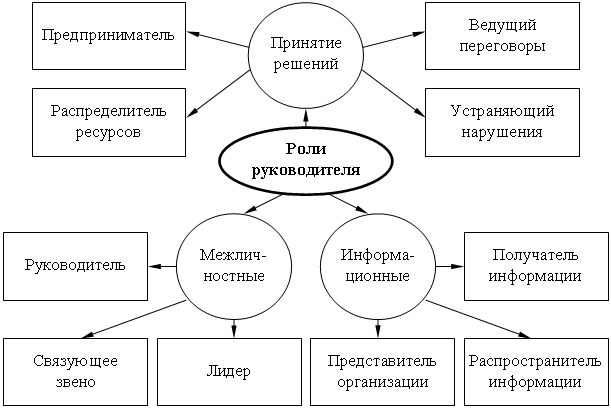 Предприниматель
Принятие
решений
Ведущий
переговоры
Распределитель
ресурсов
Устраняющий
нарушения
Роли
руководителя
Руководитель
Межлич-
ностные
Информа-
ционные
Получатель
информации
Связующее
звено
Лидер
Представитель
организации
Распространитель
информации